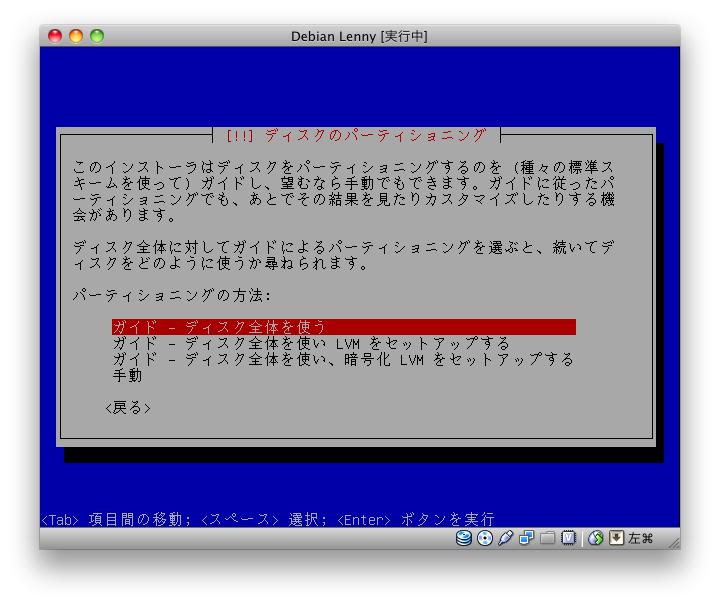 Debian Lenny [実行中]
[!!] ディスクのパーティショニング
このインストーラはディスクをパーティショニングするのを (種々の標準ス
キームを使って) ガイドし、望むなら手動でもできます。ガイドに従ったパ
ーティショニングでも、あとでその結果を見たりカスタマイズしたりする機
会があります。
ディスク全体に対してガイドによるパーティショニングを選ぶと、続いてデ
ィスクをどのように使うか尋ねられます。
パーティショニングの方法:
ガイド - ディスク全体を使う
ガイド - ディスク全体を使い LVM をセットアップする
ガイド - ディスク全体を使い、暗号化 LVM をセットアップする
手動
<戻る>
<Tab> 項目間の移動; <スペース> 選択; <Enter> ボタンを実行
V 左⌘